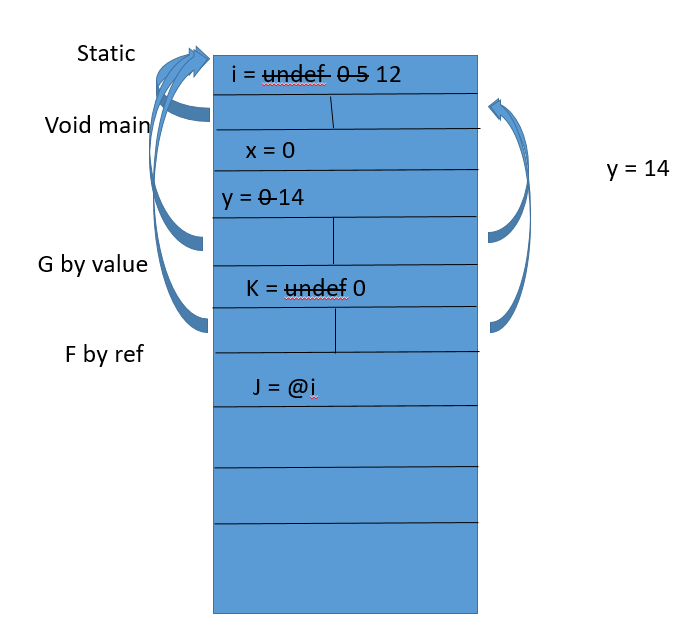 Static
i = undef 0 5 12
Void main
x = 0
y = 14
y = 0 14
G by value
K = undef 0
F by ref
J = @i